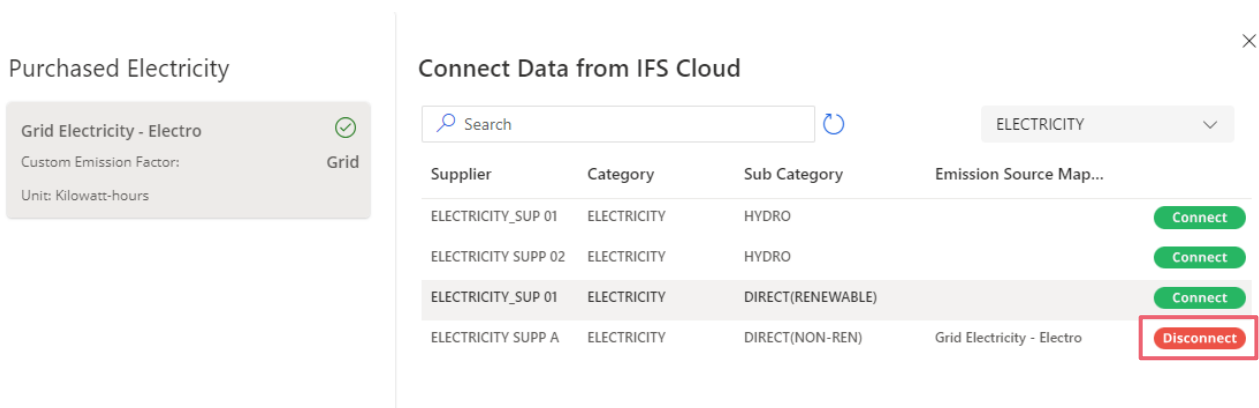 Purchased Electricity
Grid Electricity - Electro
Custom Emission Factor: Grid
Unit: Kilowatt-hours
Connect Data from IFS Cloud
Search
ELECTRICITY
Supplier Category Sub Category Emission Source Map...
ELECTRICITY_SUP 01 ELECTRICITY HYDRO Connect
ELECTRICITY SUPP 02 ELECTRICITY HYDRO Connect
ELECTRICITY_SUP 01 ELECTRICITY DIRECT(RENEWABLE) Connect
ELECTRICITY SUPP A ELECTRICITY DIRECT(NON-REN) Grid Electricity - Electro Disconnect